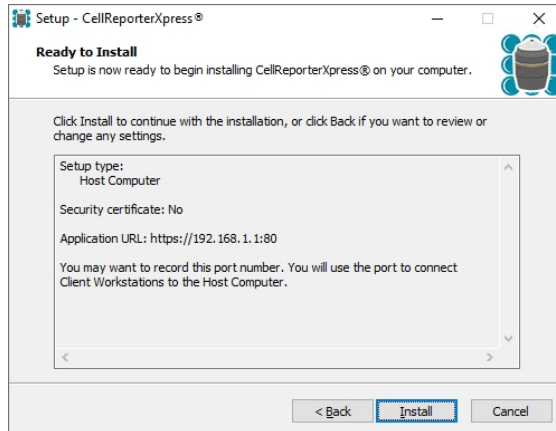 Setup - CellReporterXpress®
Ready to Install
Setup is now ready to begin installing CellReporterXpress® on your computer.
Click Install to continue with the installation, or click Back if you want to review or
change any settings.
Setup type:
Host Computer
Security certificate: No
Application URL: https://192.168.1.1:80
You may want to record this port number. You will use the port to connect
Client Workstations to the Host Computer.
< Back
Install
Cancel